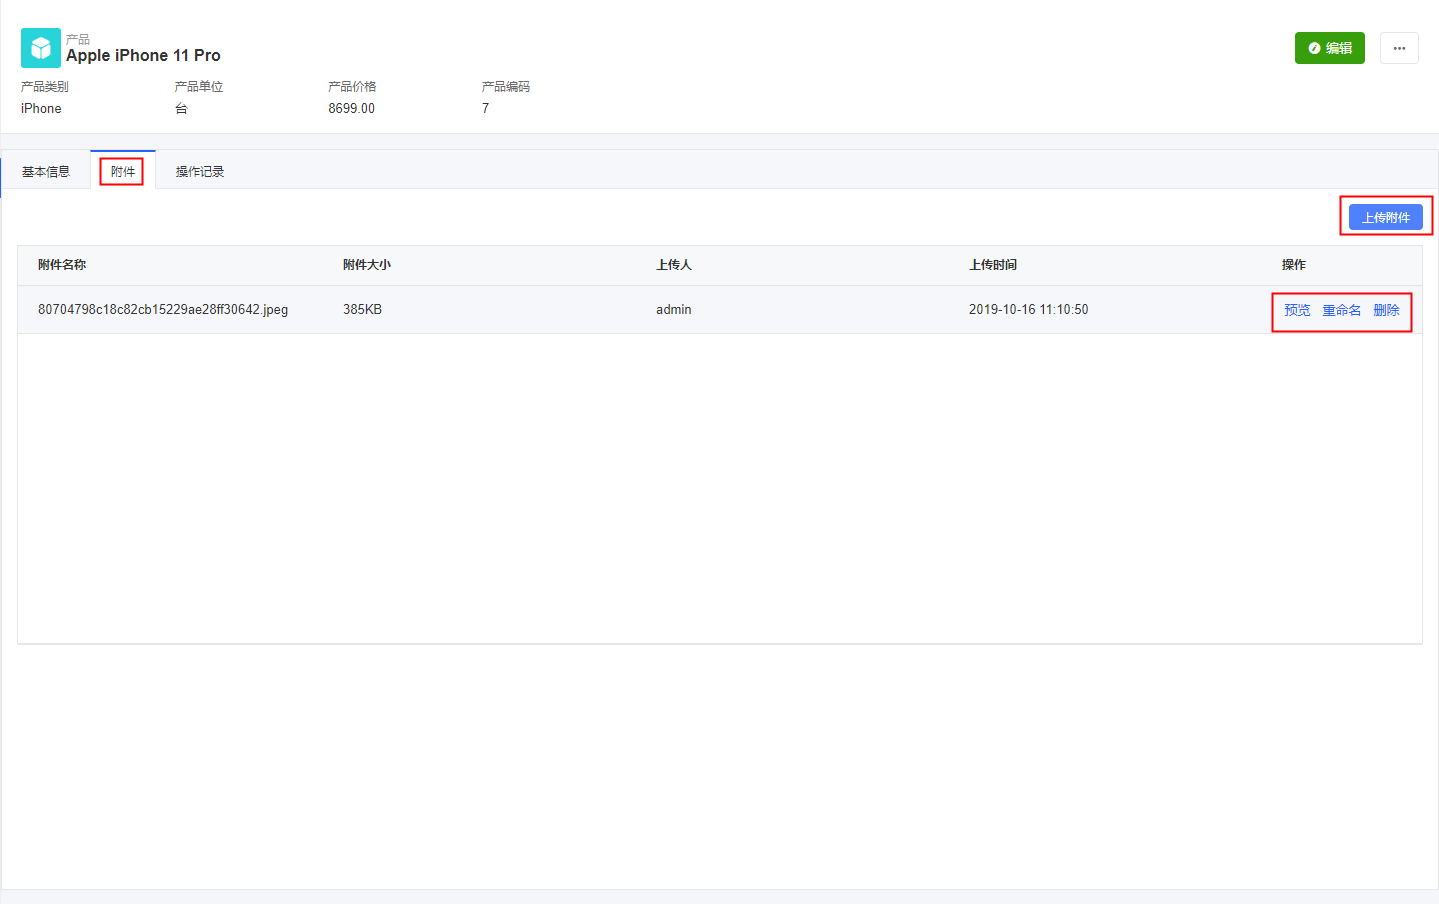 产品
Apple iPhone 11 Pro
编辑
产品类别 产品单位 产品价格 产品编码
iPhone 台 8699.00 7
基本信息 附件 操作记录
上传附件
附件名称 附件大小 上传人 上传时间 操作
80704798c18c82cb15229ae28ff30642.jpeg 385KB admin 2019-10-16 11:10:50 预览 重命名 删除